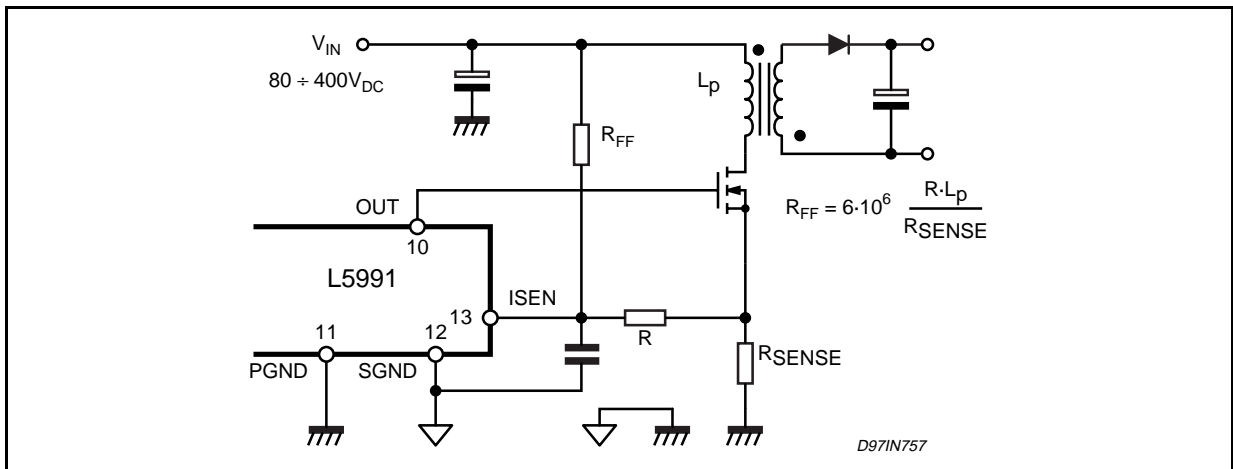 V_IN
80 ÷ 400V_DC
R_FF
L_p
OUT
10
L5991
R_FF = 6·10^6 R·L_p / R_SENSE
ISEN
13
R
11
12
PGND
SGND
R_SENSE
D97IN757